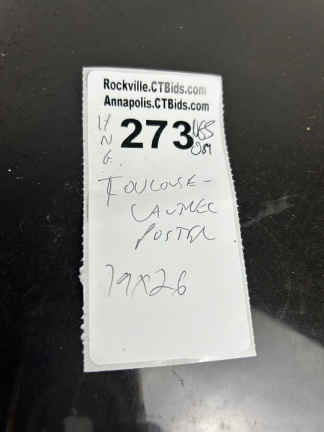 Rockville.CTBids.com
Annapolis.CTBids.com
273
TOULOUSE-
LAUTREC
POSTER
19X26